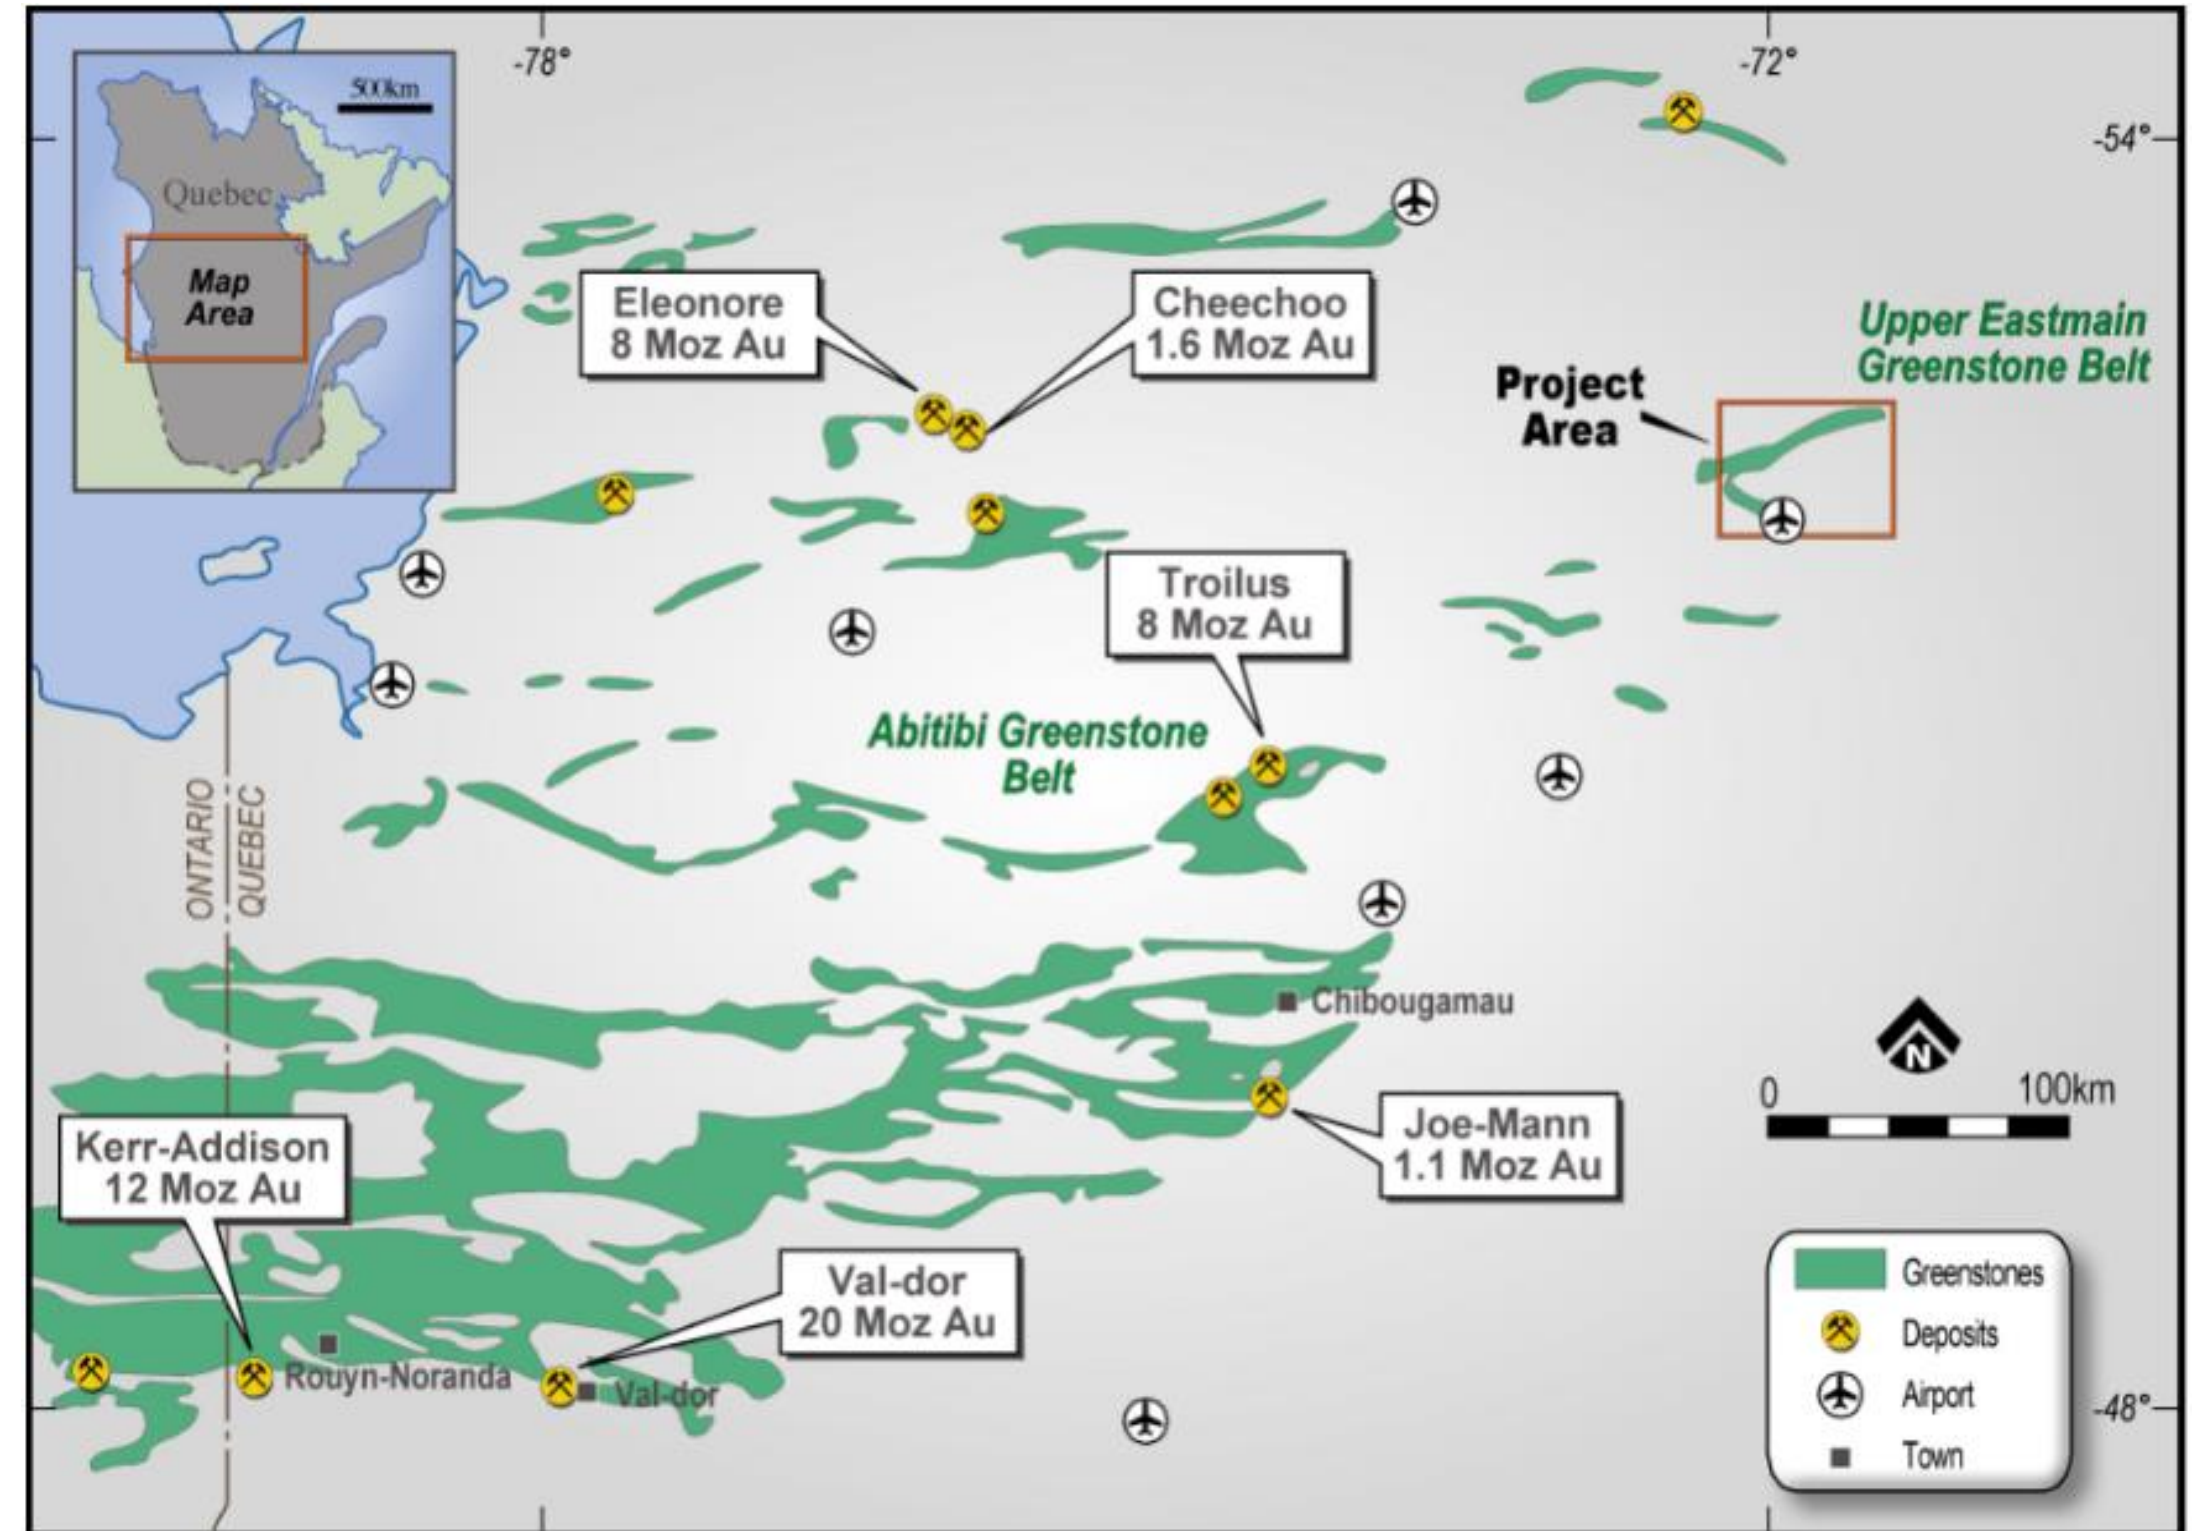 -78°
-72°
500km
Quebec
Map
Area
-54°
Eleonore
8 Moz Au
Cheechoo
1.6 Moz Au
Upper Eastmain
Greenstone Belt
Project
Area
Troilus
8 Moz Au
Abitibi Greenstone
Belt
ONTARIO
QUEBEC
Chibougamau
N
0
100km
Joe-Mann
1.1 Moz Au
Kerr-Addison
12 Moz Au
Val-dor
20 Moz Au
Rouyn-Noranda
Val-dor
Greenstones
Deposits
Airport
Town
-48°